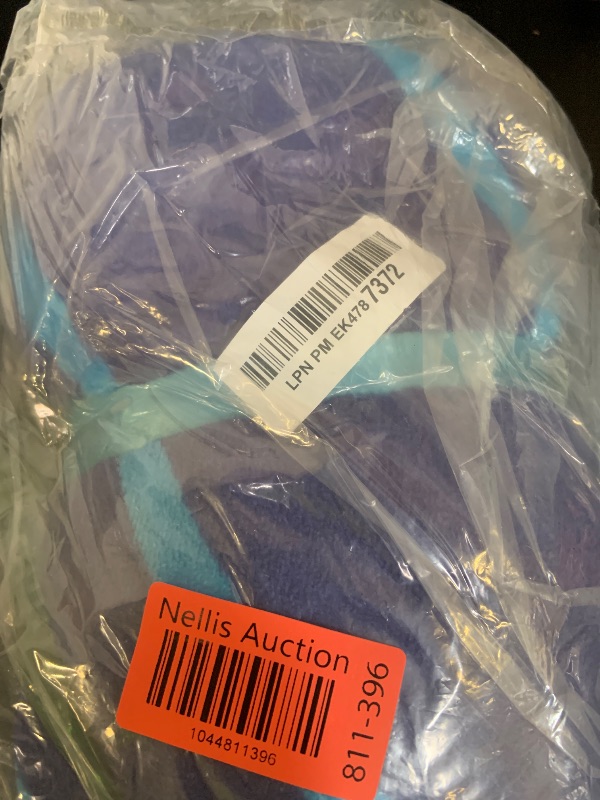 LPN PM EK478 7372
Nellis Auction
1044811396
811-396